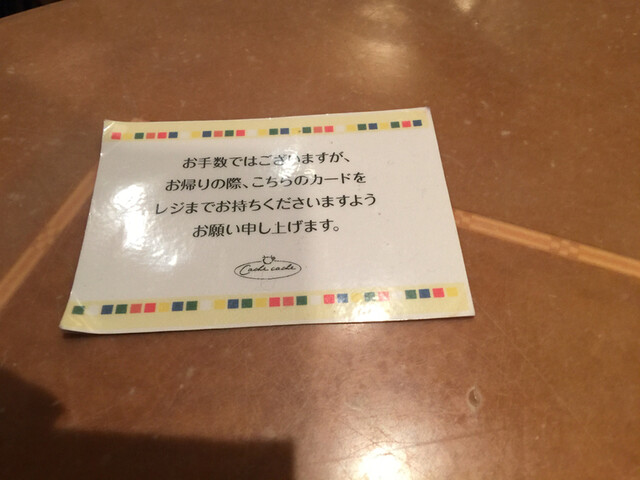 お手数ではございますが、
お帰りの際、こちらのカードを
レジまでお持ちくださいますよう
お願い申し上げます。
Cache cache